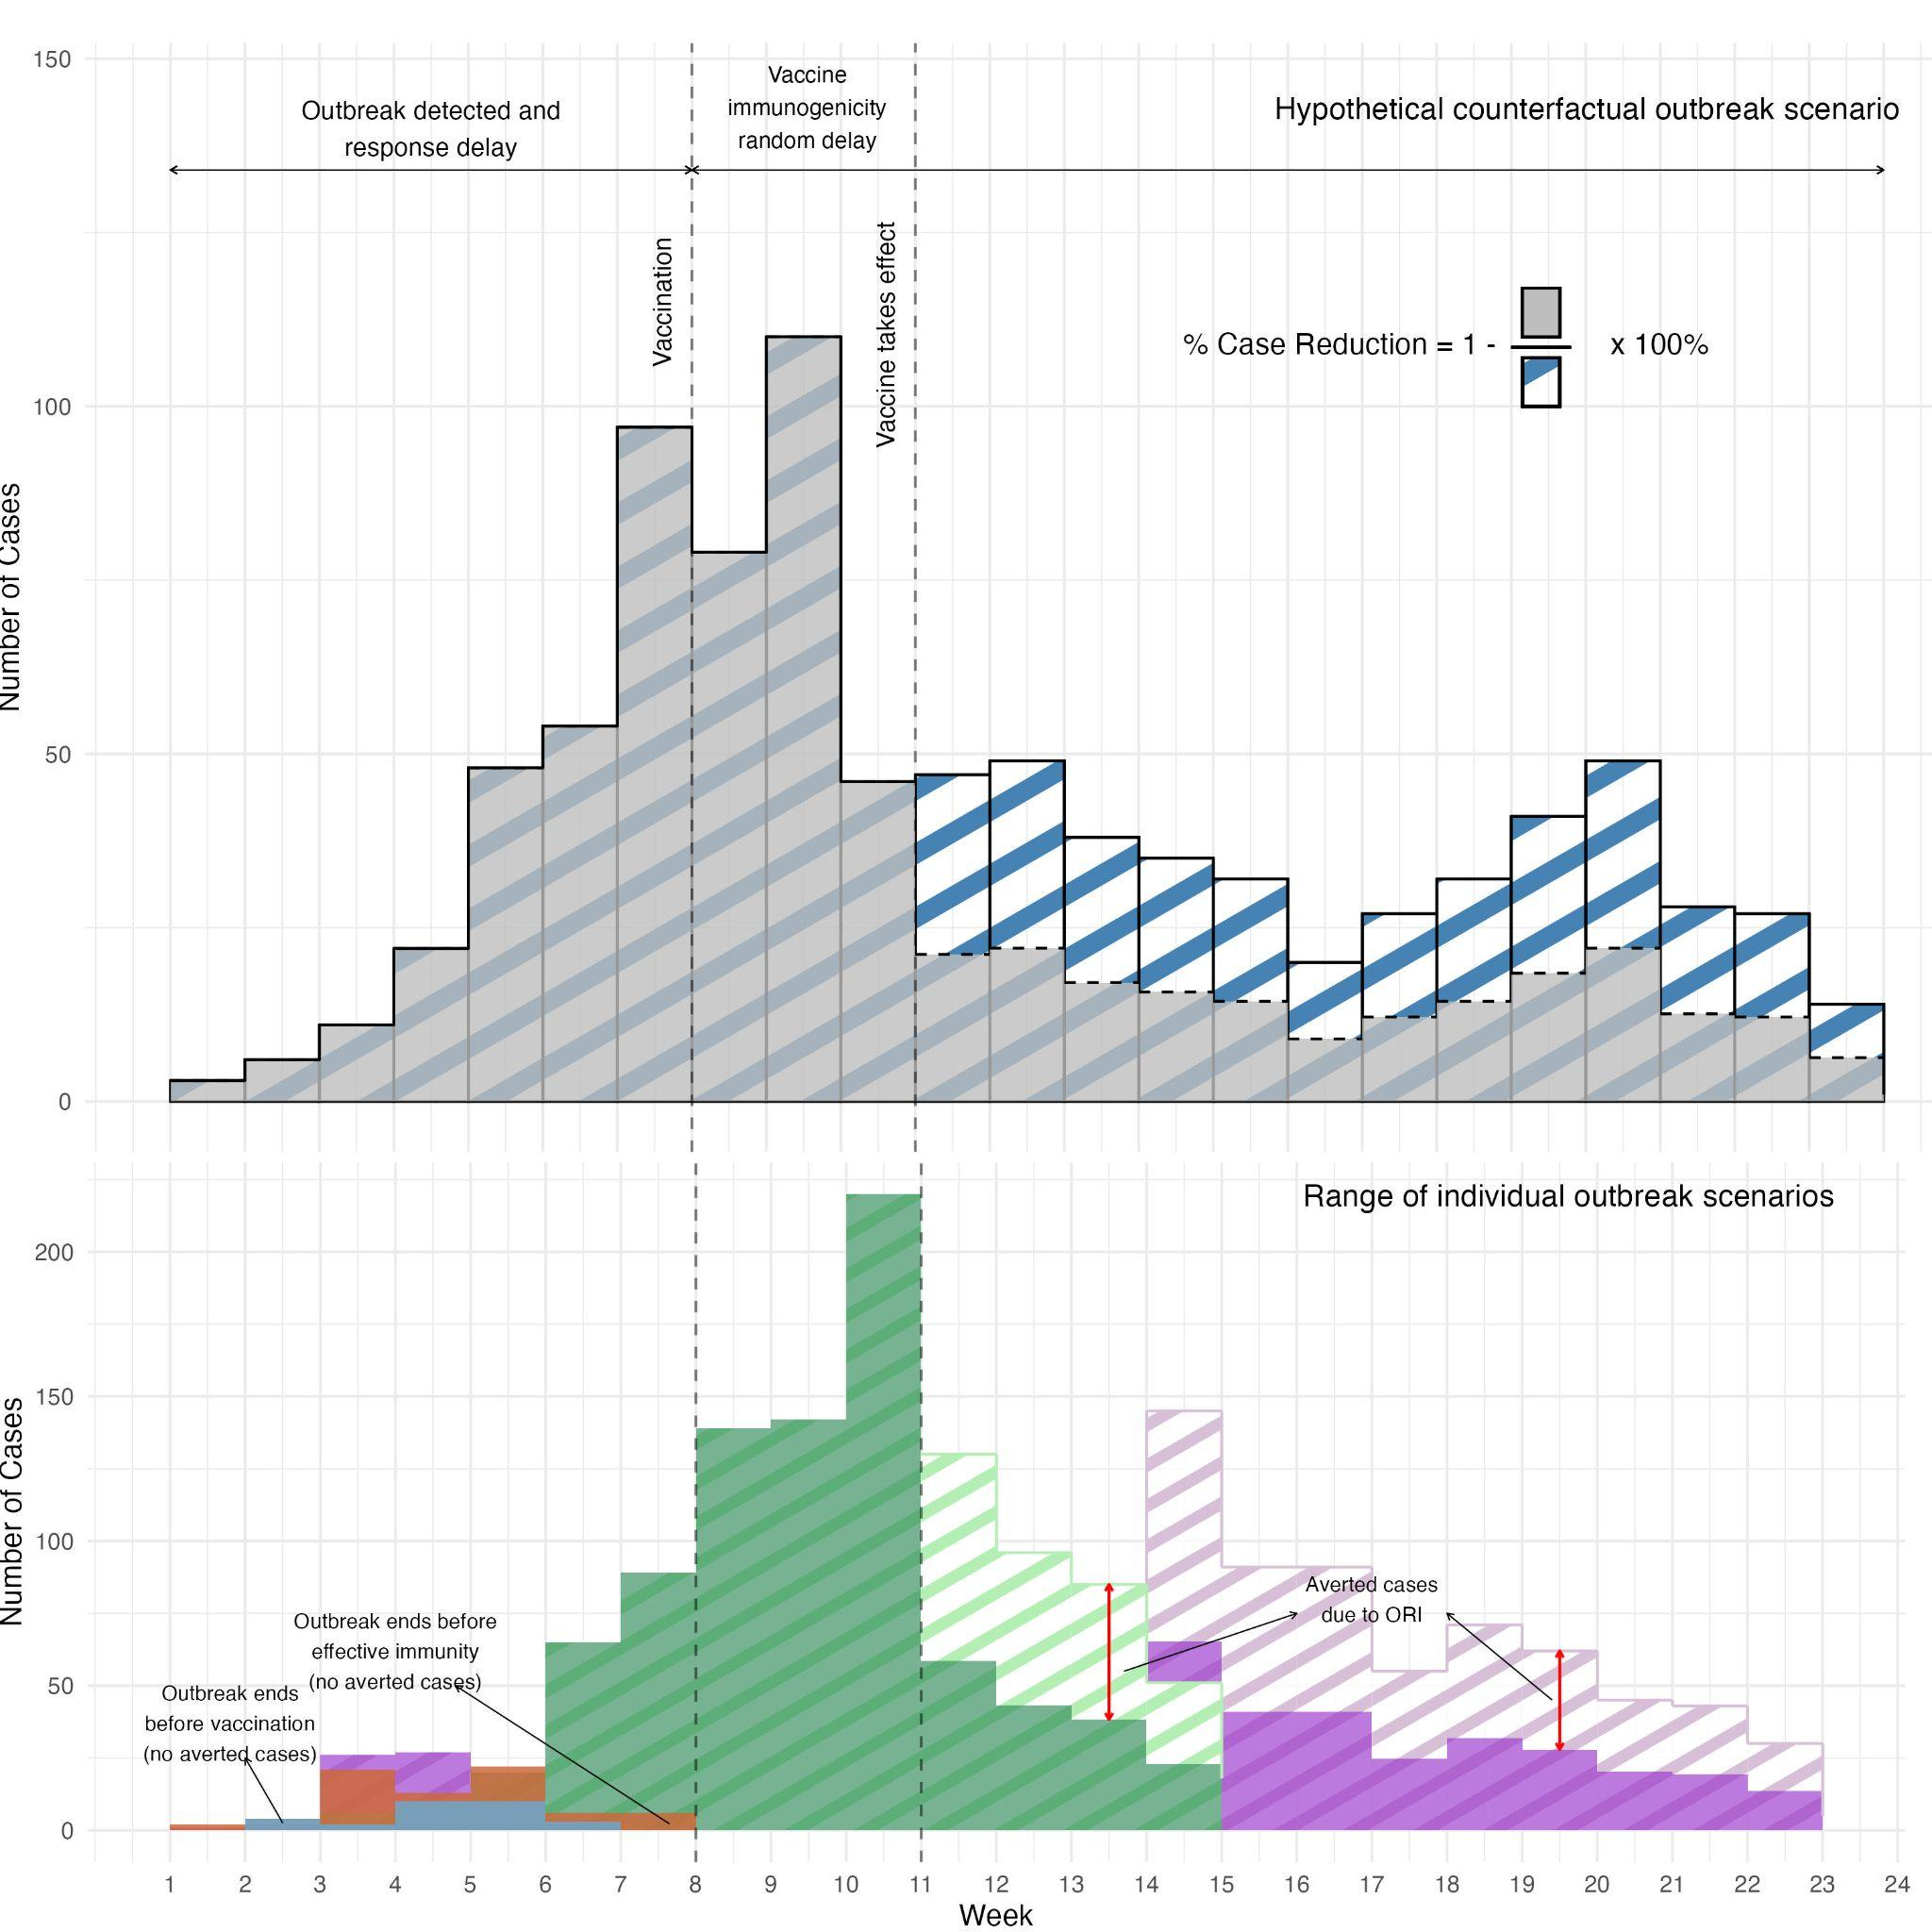 150
100
50
0
Number of Cases
Outbreak detected and
response delay
Vaccine
immunogenicity
random delay
Hypothetical counterfactual outbreak scenario
Vaccination
Vaccine takes effect
% Case Reduction = 1 - x 100%
Range of individual outbreak scenarios
200
150
100
50
0
Number of Cases
Averted cases
due to ORI
Outbreak ends before
effective immunity
(no averted cases)
Outbreak ends
before vaccination
(no averted cases)
1 2 3 4 5 6 7 8 9 10 11 12 13 14 15 16 17 18 19 20 21 22 23 24
Week